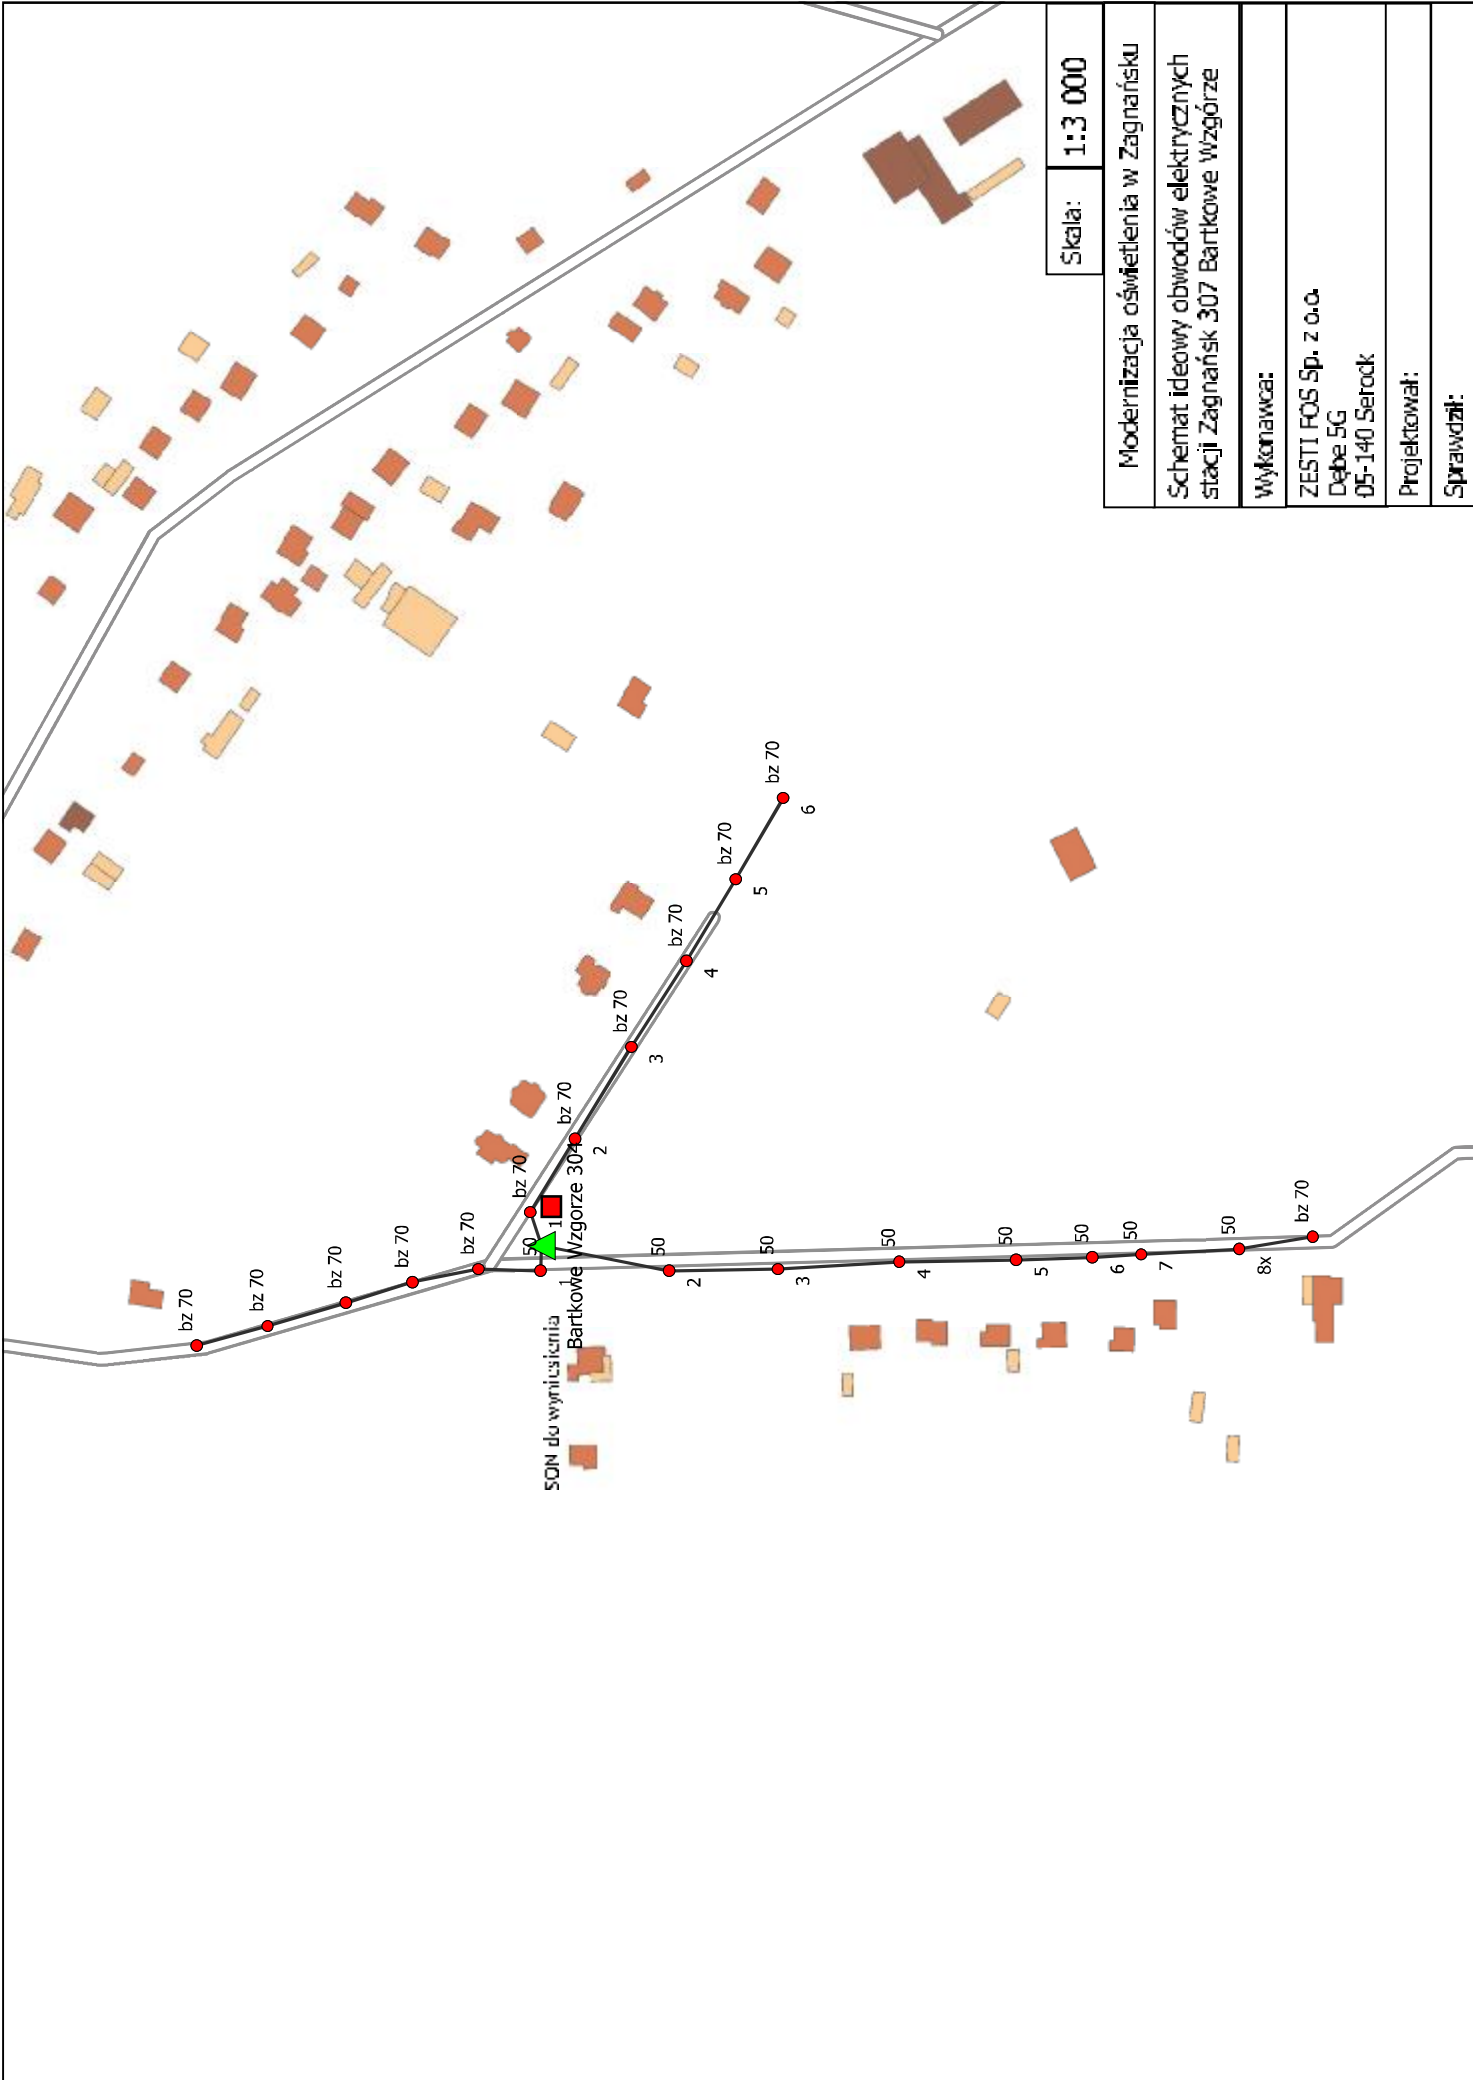 Skala:
1:3 000
Modernizacja oświetlenia w Zagnańsku
Schemat ideowy obwodów elektrycznych
stacji Zagnańsk 307 Bartkowe Wzgórze
Wykonawca:
ZESTI FOS Sp. z o.o.
Dębe 5G
05-140 Serock
Projektował:
Sprawdził:
bz 70
bz 70
bz 70
bz 70
bz 70
bz 70
1
bz 70
2
bz 70
3
bz 70
4
bz 70
5
bz 70
6
SON do wyniesienia
Bartkowe Wzgorze 304
50
1
50
2
50
3
50
4
50
5
50
6
50
7
50
8x
bz 70